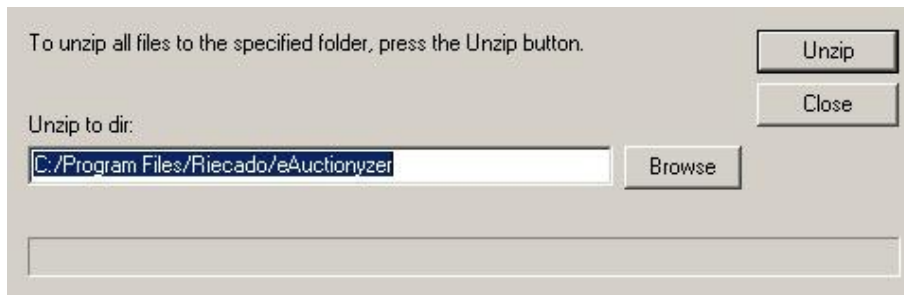 To unzip all files to the specified folder, press the Unzip button.
Unzip
Close
Unzip to dir:
C:/Program Files/Riecado/eAuctionyzer
Browse